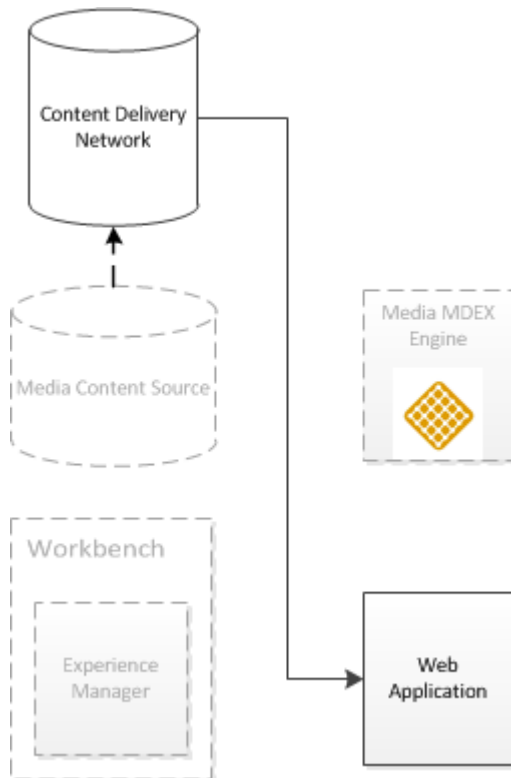 Content Delivery
Network
Media Content Source
Media MDEX
Engine
Workbench
Experience
Manager
Web
Application